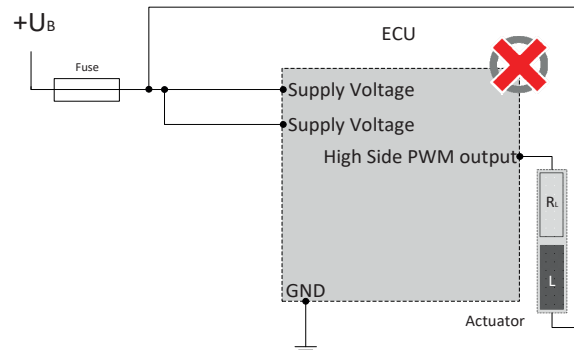 +UB
ECU
Fuse
Supply Voltage
Supply Voltage
High Side PWM output
RL
L
GND
Actuator